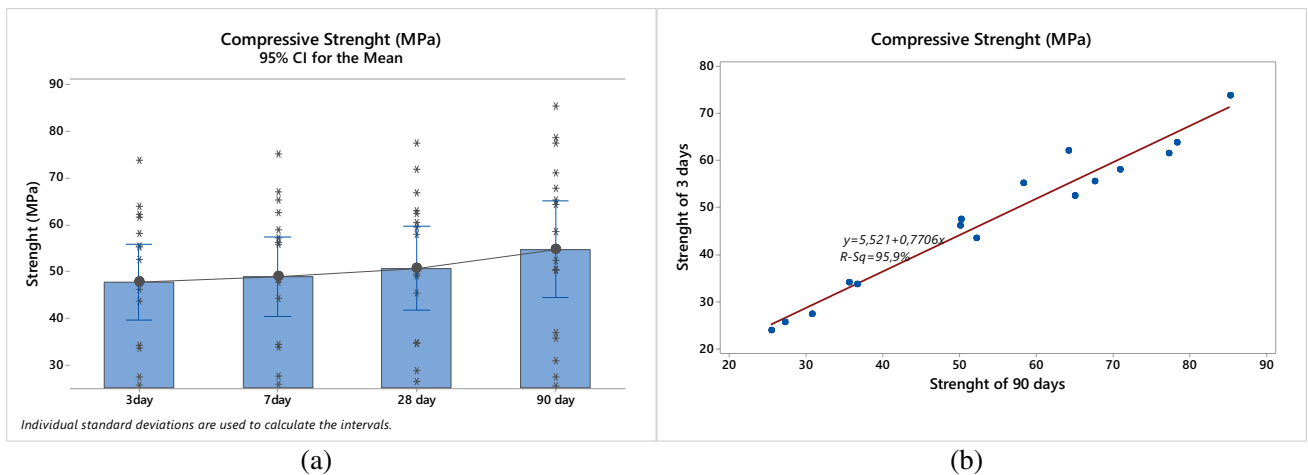 Compressive Strenght (MPa)
95% CI for the Mean
Strenght (MPa)
90
80
70
60
50
40
30
3day
7day
28 day
90 day
Individual standard deviations are used to calculate the intervals.
(a)
Compressive Strenght (MPa)
Strenght of 3 days
80
70
60
50
40
30
20
y=5,521+0,7706x
R-Sq=95,9%
20
30
40
50
60
70
80
90
Strenght of 90 days
(b)